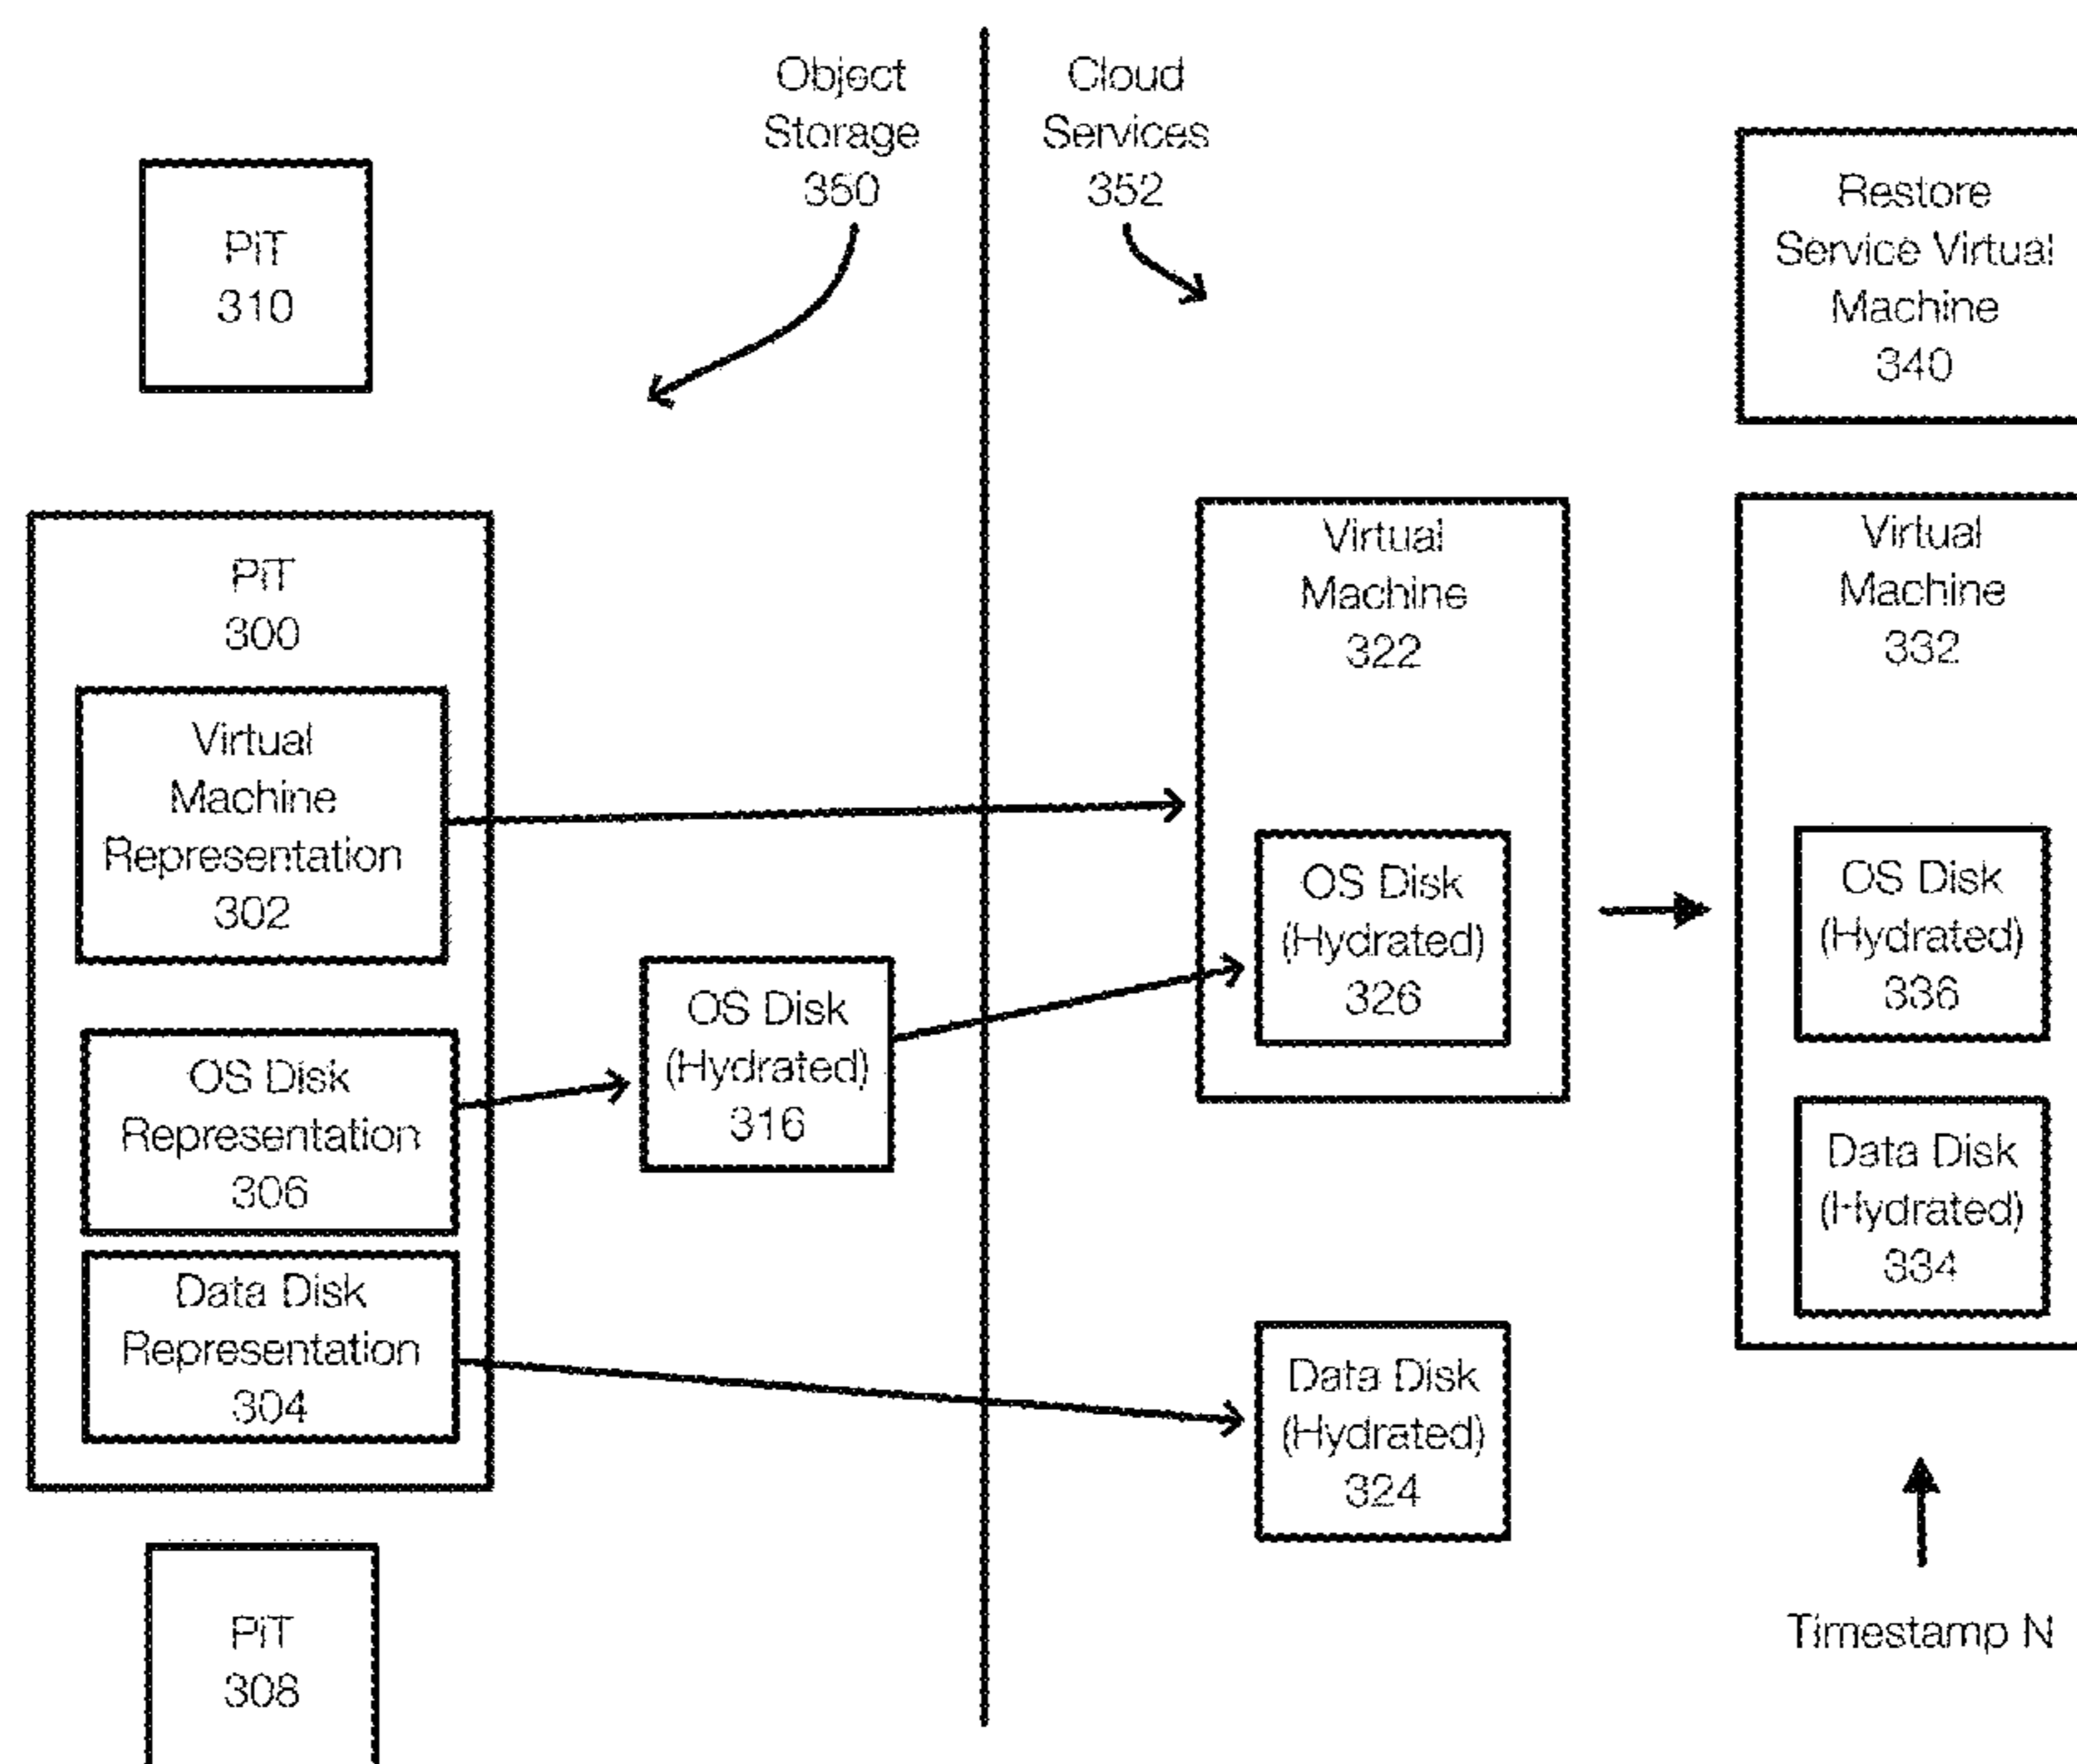 Object
Storage
350
Cloud
Services
352
PiT
310
Restore
Service Virtual
Machine
340
PiT
300
Virtual
Machine
Representation
302
OS Disk
Representation
306
Data Disk
Representation
304
OS Disk
(Hydrated)
316
Virtual
Machine
322
OS Disk
(Hydrated)
326
Data Disk
(Hydrated)
324
Virtual
Machine
332
OS Disk
(Hydrated)
336
Data Disk
(Hydrated)
334
Timestamp N
PiT
308